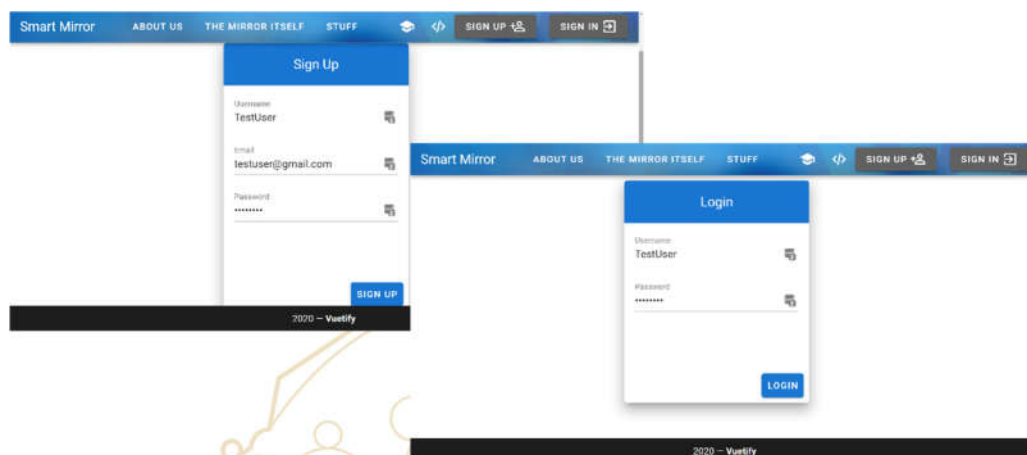 Smart Mirror ABOUT US THE MIRROR ITSELF STUFF SIGN UP SIGN IN
Sign Up
Username
TestUser
Email
testuser@gmail.com
Password
••••••••
SIGN UP
2020 — Vuetify
Smart Mirror ABOUT US THE MIRROR ITSELF STUFF SIGN UP SIGN IN
Login
Username
TestUser
Password
••••••••
LOGIN
2020 — Vuetify